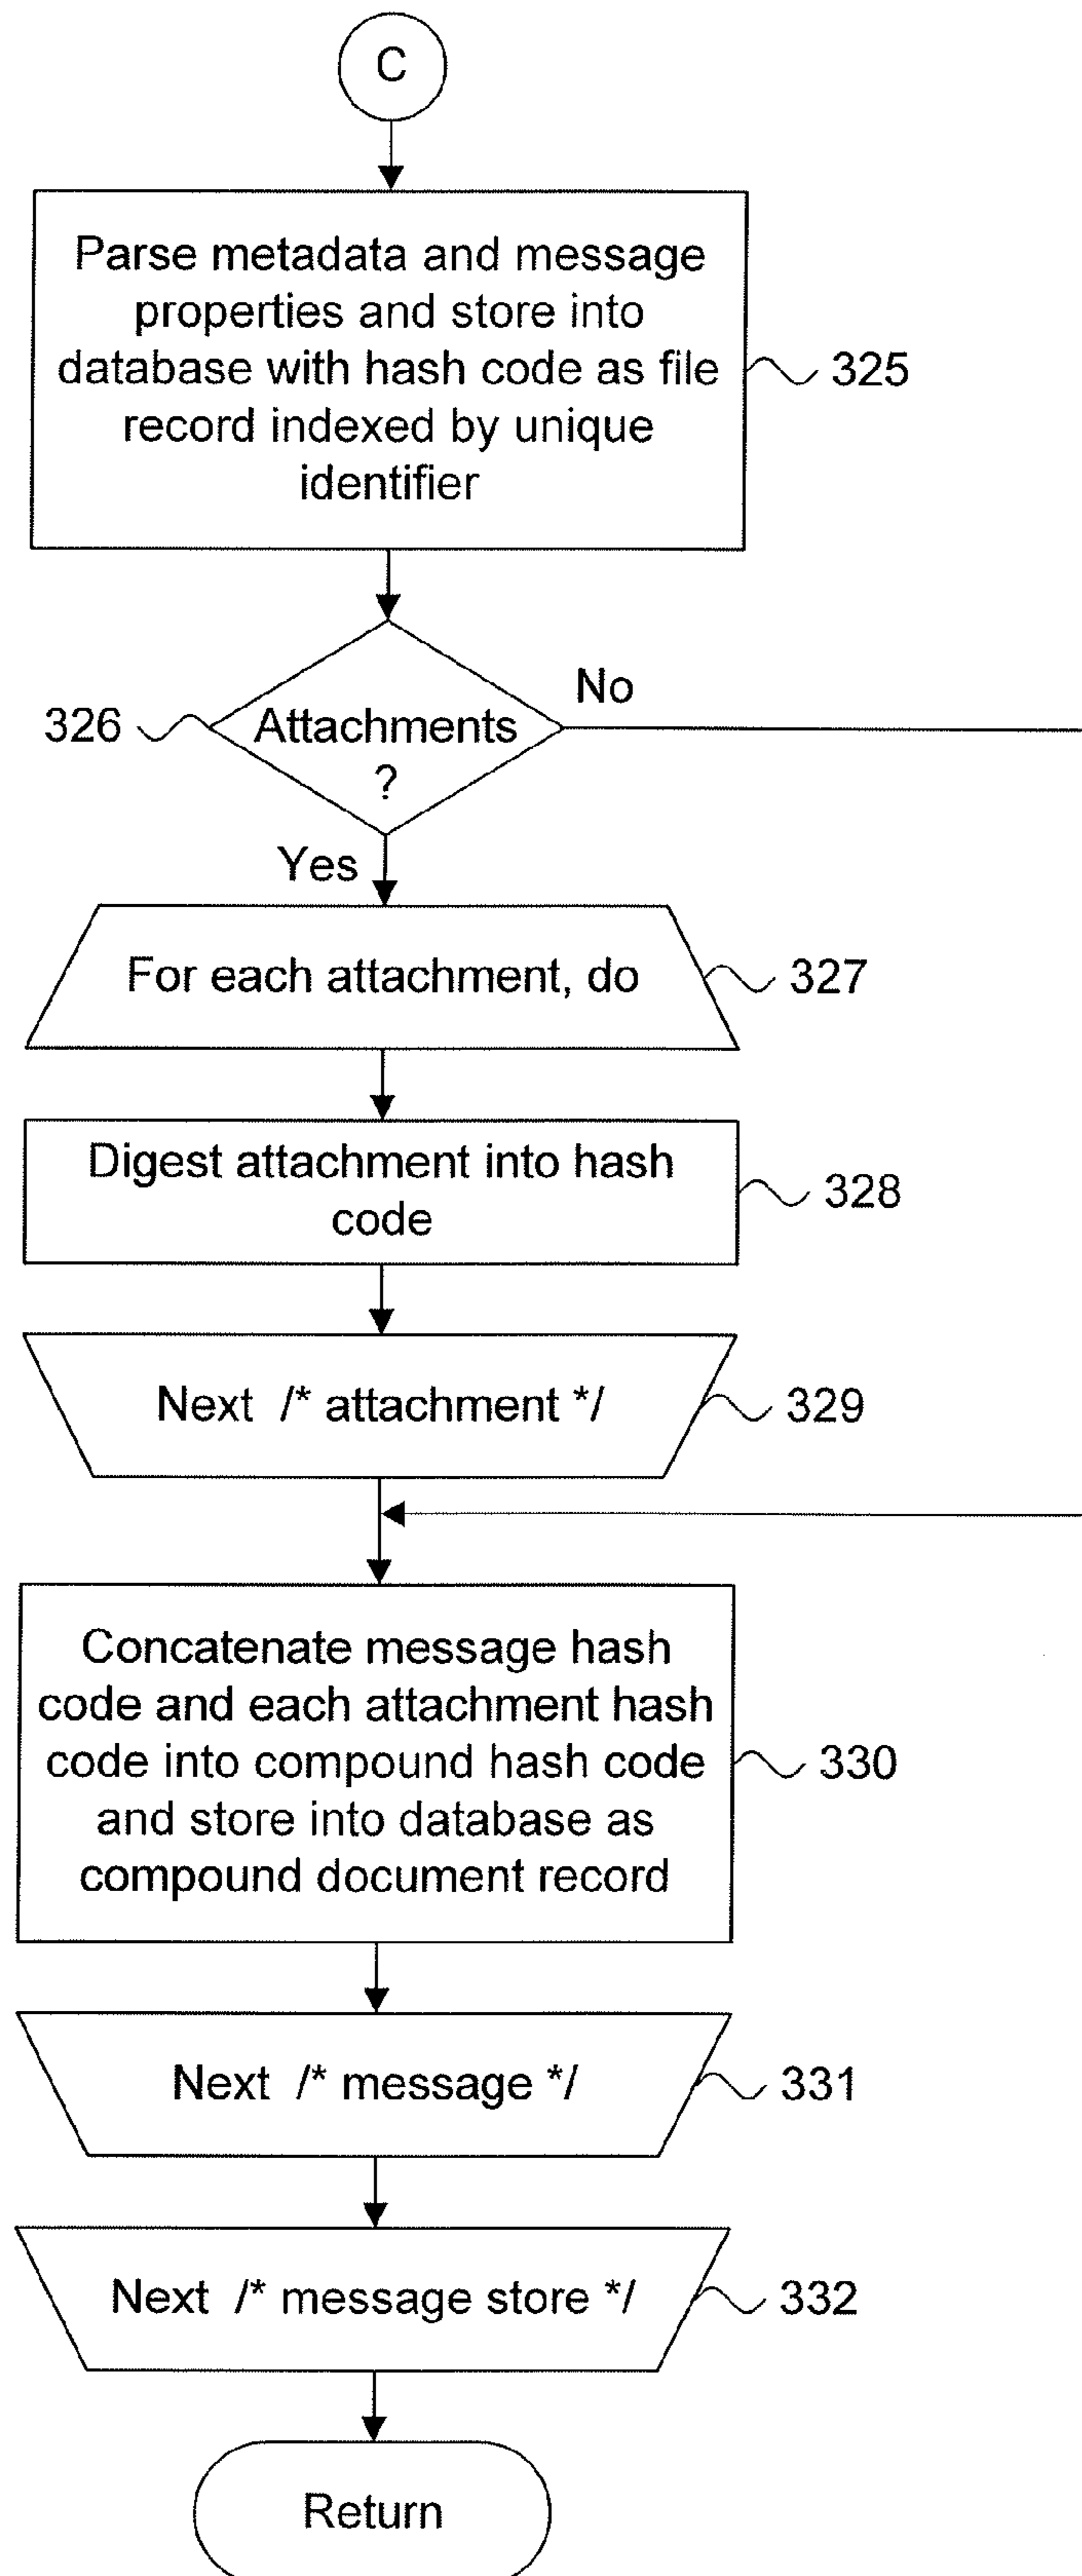 C
Parse metadata and message
properties and store into
database with hash code as file
record indexed by unique
identifier
325
No
326
Attachments
?
Yes
For each attachment, do
327
Digest attachment into hash
code
328
Next /* attachment */
329
Concatenate message hash
code and each attachment hash
code into compound hash code
and store into database as
compound document record
330
Next /* message */
331
Next /* message store */
332
Return